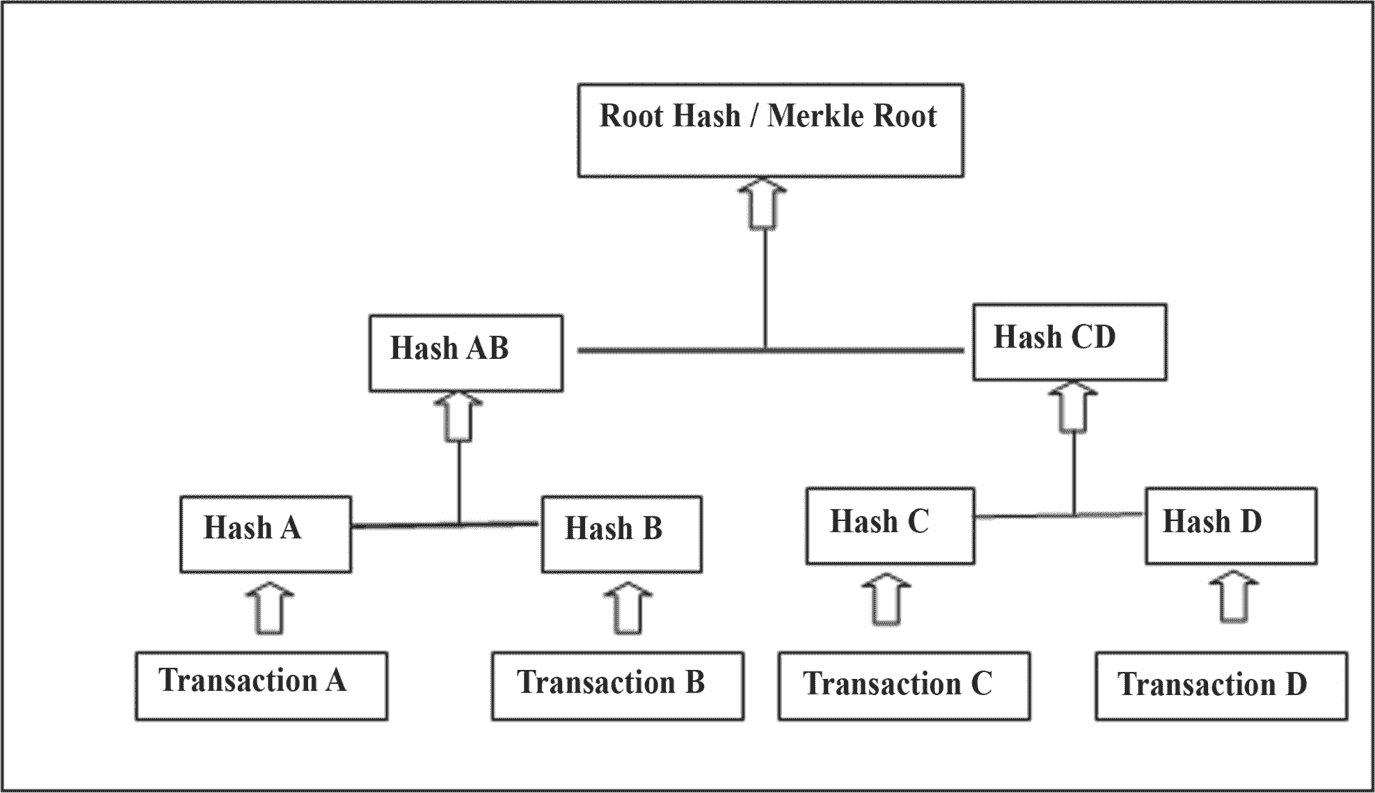 Root Hash / Merkle Root
Hash AB
Hash CD
Hash A
Hash B
Hash C
Hash D
Transaction A
Transaction B
Transaction C
Transaction D